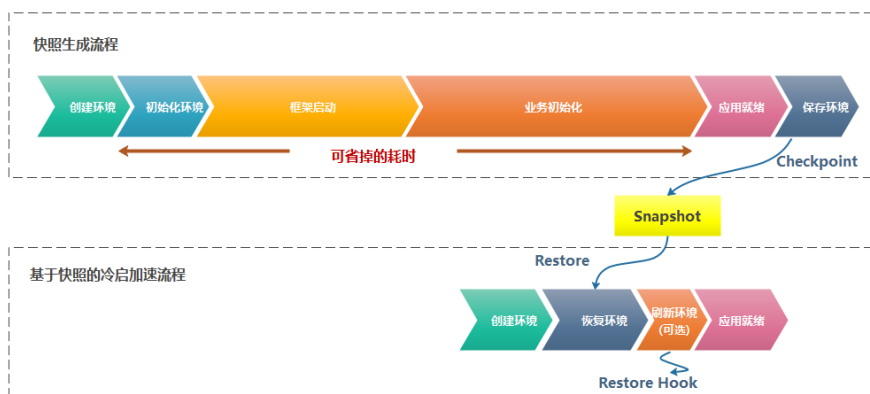 快照生成流程
创建环境
初始化环境
框架启动
业务初始化
应用就绪
保存环境
可省掉的耗时
Checkpoint
Snapshot
Restore
基于快照的冷启加速流程
创建环境
恢复环境
刷新环境
(可选)
应用就绪
Restore Hook